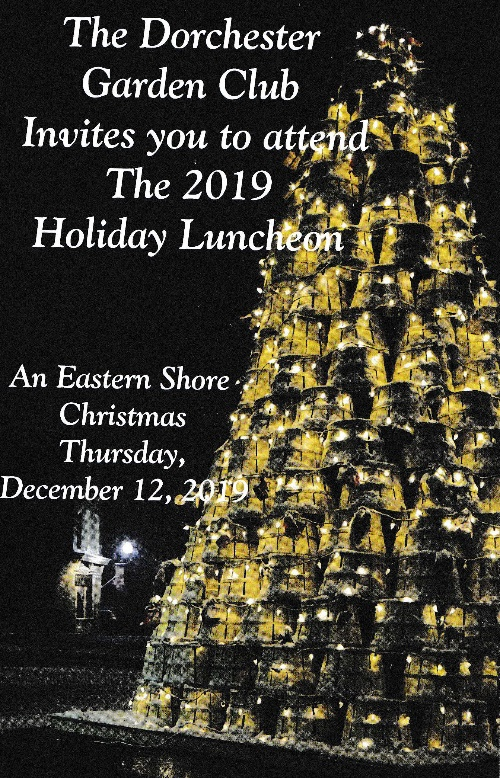 The Dorchester
Garden Club
Invites you to attend
The 2019
Holiday Luncheon
An Eastern Shore
Christmas
Thursday,
December 12, 2019